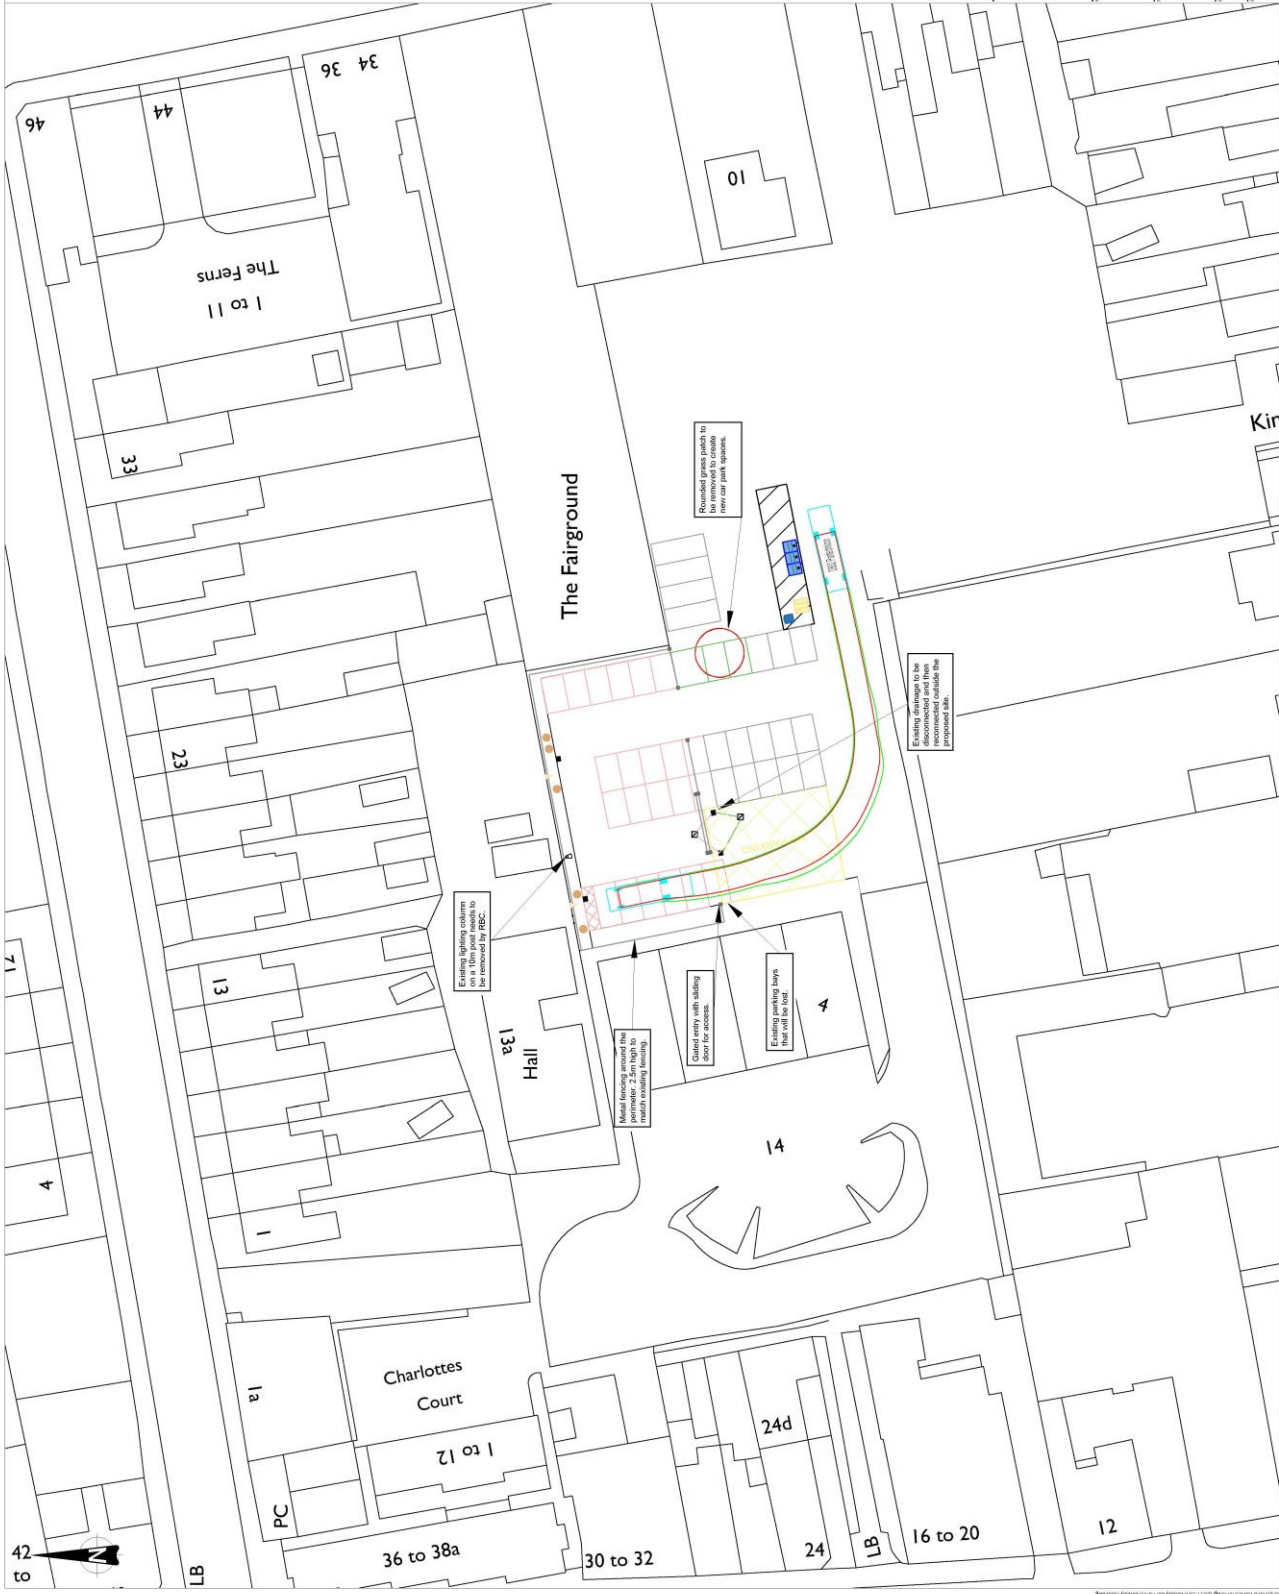 46
44
36 34
The Ferns
1 to 11
33
10
The Fairground
Rounded grass patch to
be removed to create
new car park spaces.
Kin
23
Existing drainage to be
disconnected and then
reconnected outside the
proposed site.
Existing lighting column
on a 10m post needs to
be removed by RBC.
13
13a
Hall
Metal fencing around the
perimeter. 2.5m high to
match existing fencing.
Gated entry with sliding
door for access.
Existing parking bays
that will be lost.
4
71
4
1
14
1a
Charlottes
Court
1 to 12
24d
PC
36 to 38a
30 to 32
24
LB
16 to 20
12
42
to
N
LB